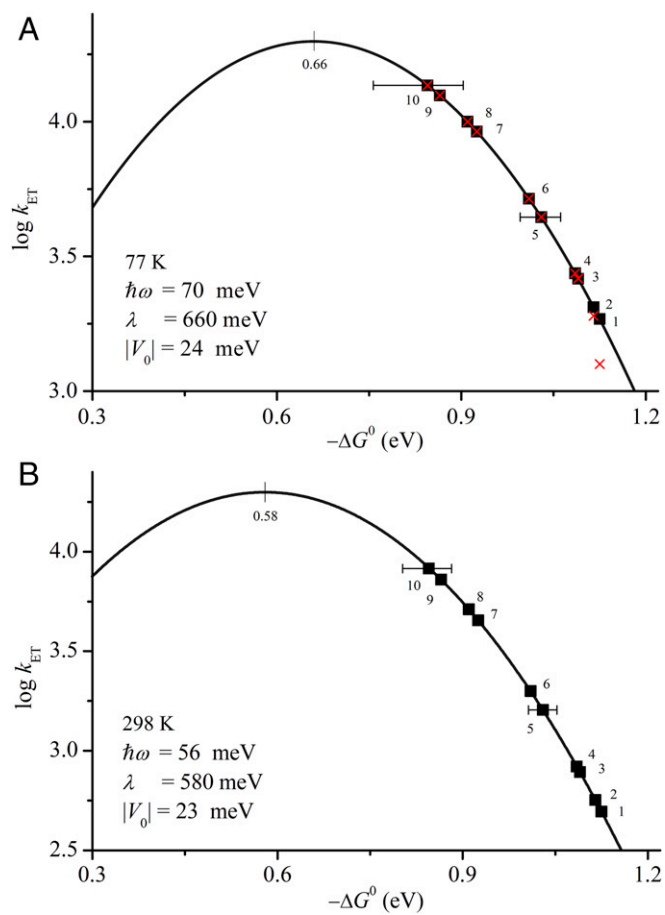 A
0.66
10
9
8
7
6
5
4
3
2
1
4.0
3.5
3.0
log k_ET
77 K
ℏω = 70 meV
λ = 660 meV
|V₀| = 24 meV
0.3 0.6 0.9 1.2
−ΔG⁰ (eV)
B
0.58
10
9
8
7
6
5
4
3
2
1
4.0
3.5
3.0
2.5
log k_ET
298 K
ℏω = 56 meV
λ = 580 meV
|V₀| = 23 meV
0.3 0.6 0.9 1.2
−ΔG⁰ (eV)